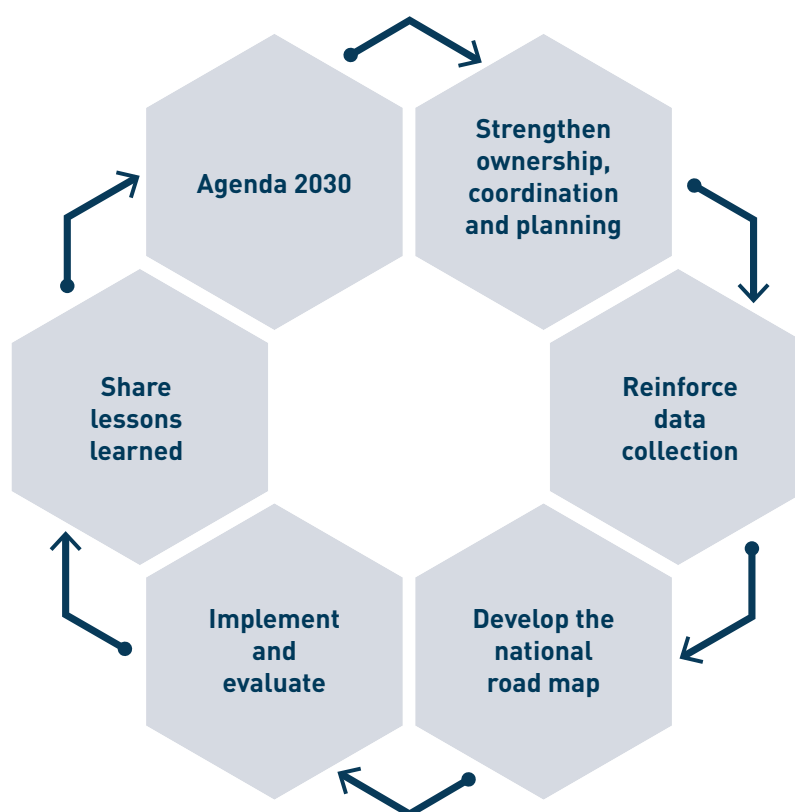 Agenda 2030
Strengthen
ownership,
coordination
and planning
Reinforce
data
collection
Develop the
national
road map
Implement
and
evaluate
Share
lessons
learned